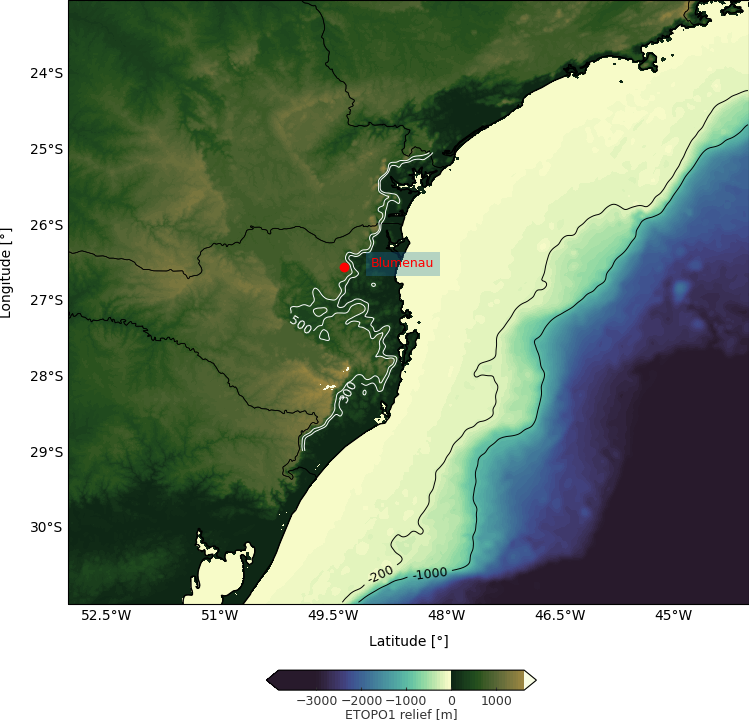 24°S
25°S
26°S
27°S
28°S
29°S
30°S
Longitude [°]
Blumenau
500
-200
-1000
52.5°W 51°W 49.5°W 48°W 46.5°W 45°W
Latitude [°]
−3000 −2000 −1000 0 1000
ETOPO1 relief [m]